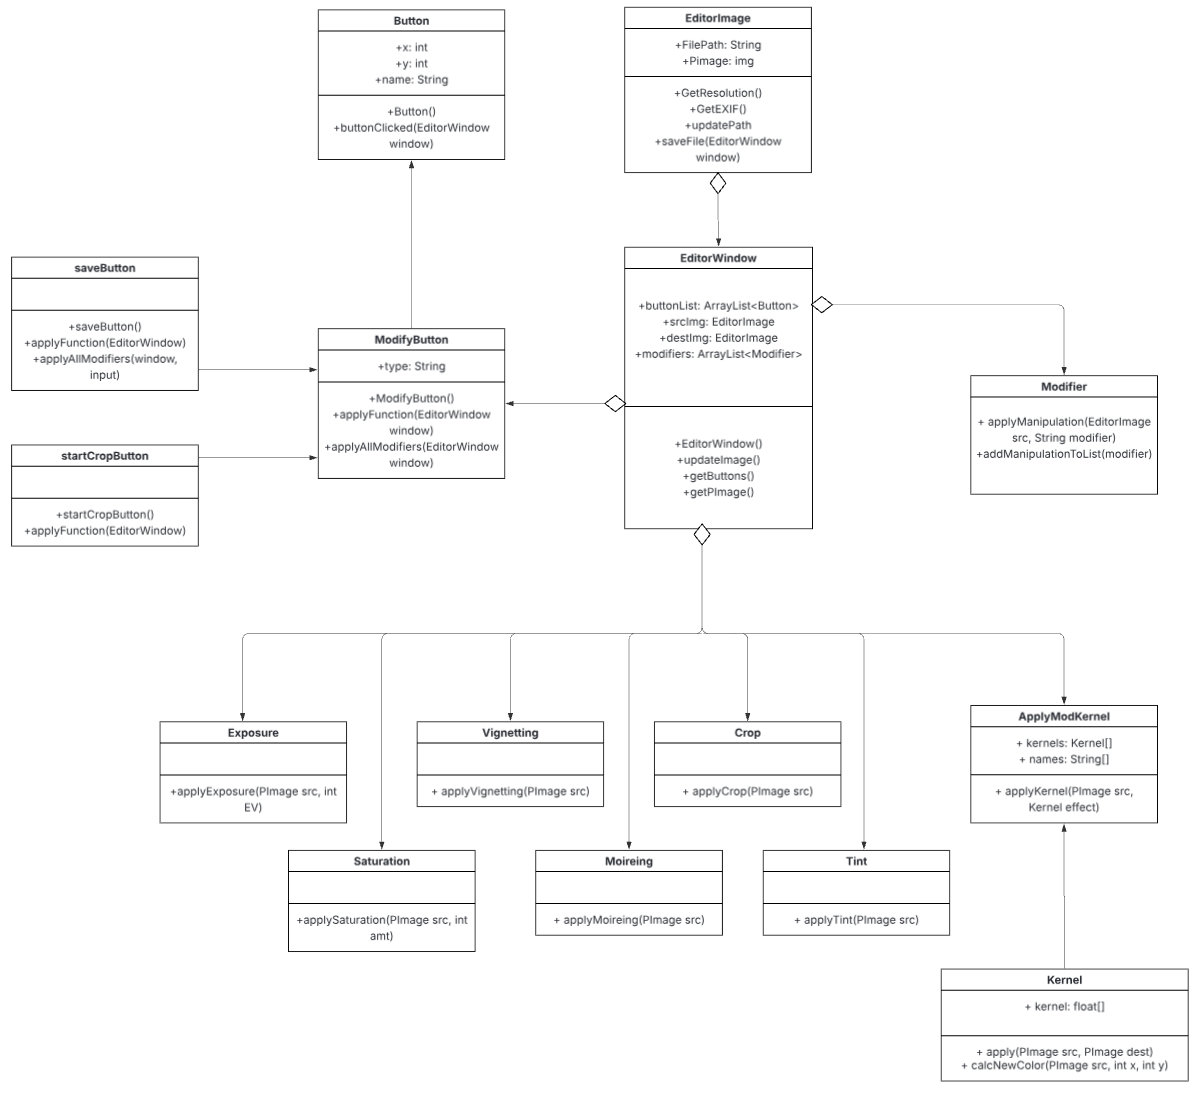 Button
+x: int
+y: int
+name: String
+Button()
+buttonClicked(EditorWindow
window)
EditorImage
+FilePath: String
+Pimage: img
+GetResolution()
+GetEXIF()
+updatePath
+saveFile(EditorWindow
window)
saveButton
+saveButton()
+applyFunction(EditorWindow)
+applyAllModifiers(window,
input)
ModifyButton
+type: String
+ModifyButton()
+applyFunction(EditorWindow
window)
+applyAllModifiers(EditorWindow
window)
EditorWindow
+buttonList: ArrayList<Button>
+srcImg: EditorImage
+destImg: EditorImage
+modifiers: ArrayList<Modifier>
+EditorWindow()
+updateImage()
+getButtons()
+getPImage()
Modifier
+ applyManipulation(EditorImage
src, String modifier)
+addManipulationToList(modifier)
startCropButton
+startCropButton()
+applyFunction(EditorWindow)
Exposure
+applyExposure(PImage src, int
EV)
Vignetting
+ applyVignetting(PImage src)
Crop
+ applyCrop(PImage src)
ApplyModKernel
+ kernels: Kernel[]
+ names: String[]
+ applyKernel(PImage src,
Kernel effect)
Saturation
+applySaturation(PImage src, int
amt)
Moireing
+ applyMoireing(PImage src)
Tint
+ applyTint(PImage src)
Kernel
+ kernel: float[]
+ apply(PImage src, PImage dest)
+ calcNewColor(PImage src, int x, int y)